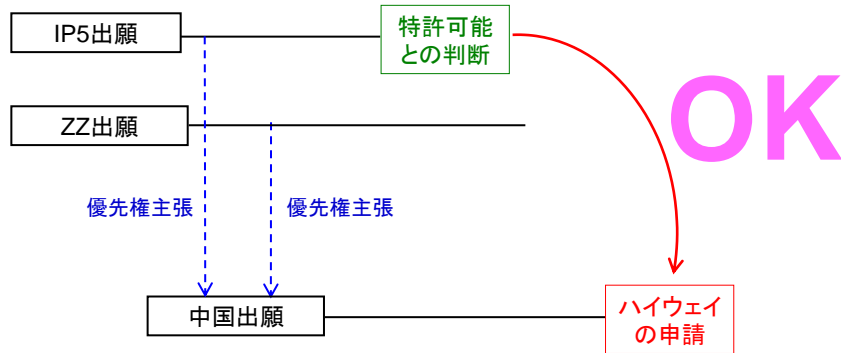 IP5出願
特許可能
との判断
OK
ZZ出願
優先権主張
優先権主張
中国出願
ハイウェイ
の申請